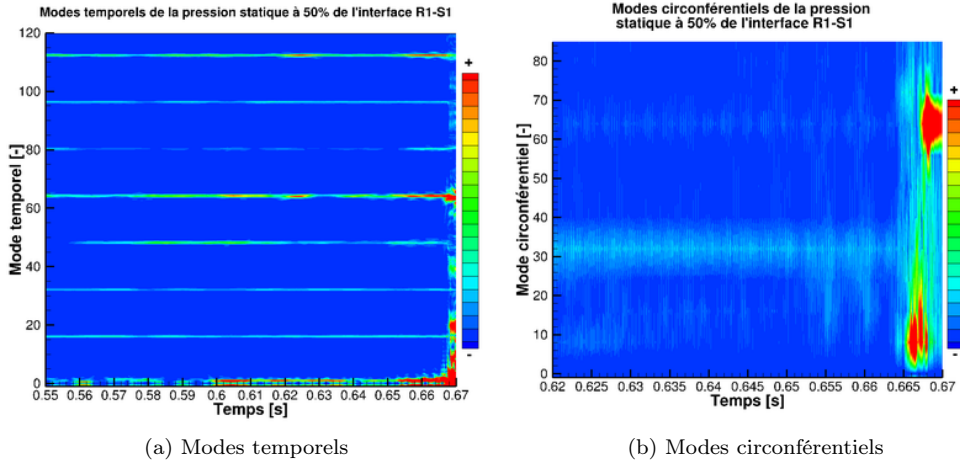 Modes temporels de la pression statique à 50% de l'interface R1-S1
120
100
80
60
40
20
0
Mode temporel [-]
0.55 0.56 0.57 0.58 0.59 0.6 0.61 0.62 0.63 0.64 0.65 0.66 0.67
Temps [s]
+
-
(a) Modes temporels
Modes circonférentiels de la pression
statique à 50% de l'interface R1-S1
80
70
60
50
40
30
20
10
0
Mode circonférentiel [-]
0.62 0.625 0.63 0.635 0.64 0.645 0.65 0.655 0.66 0.665 0.67
Temps [s]
+
-
(b) Modes circonférentiels